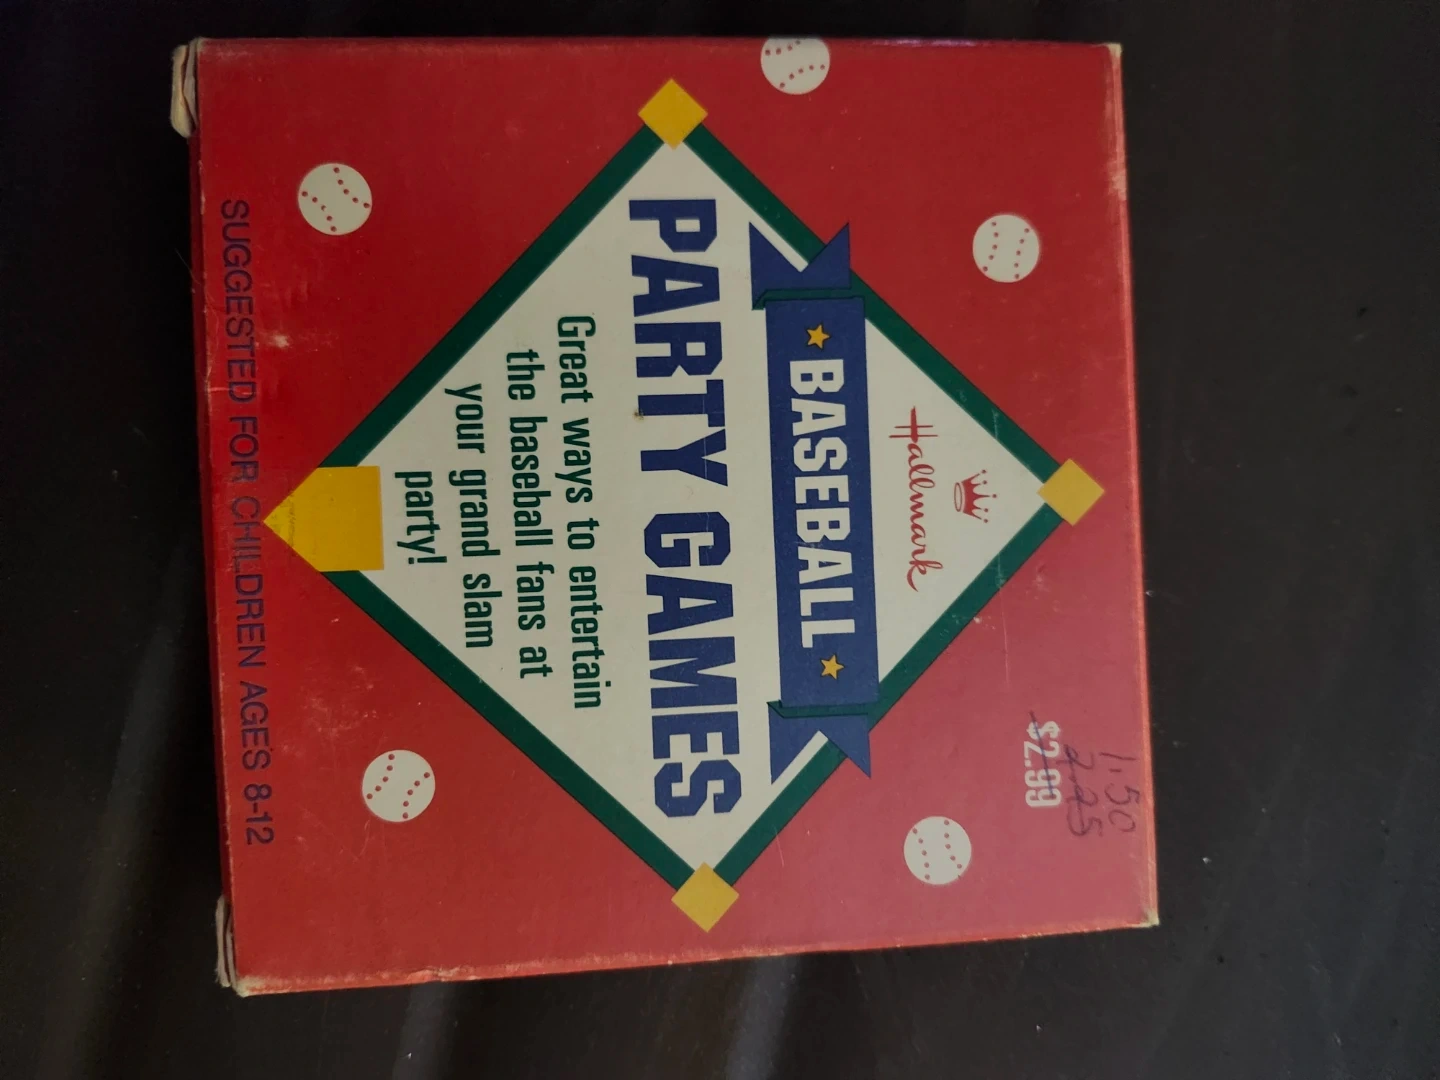 1.50
2.25
$2.99
Hallmark
BASEBALL
PARTY GAMES
Great ways to entertain
the baseball fans at
your grand slam
party!
SUGGESTED FOR CHILDREN AGES 8-12